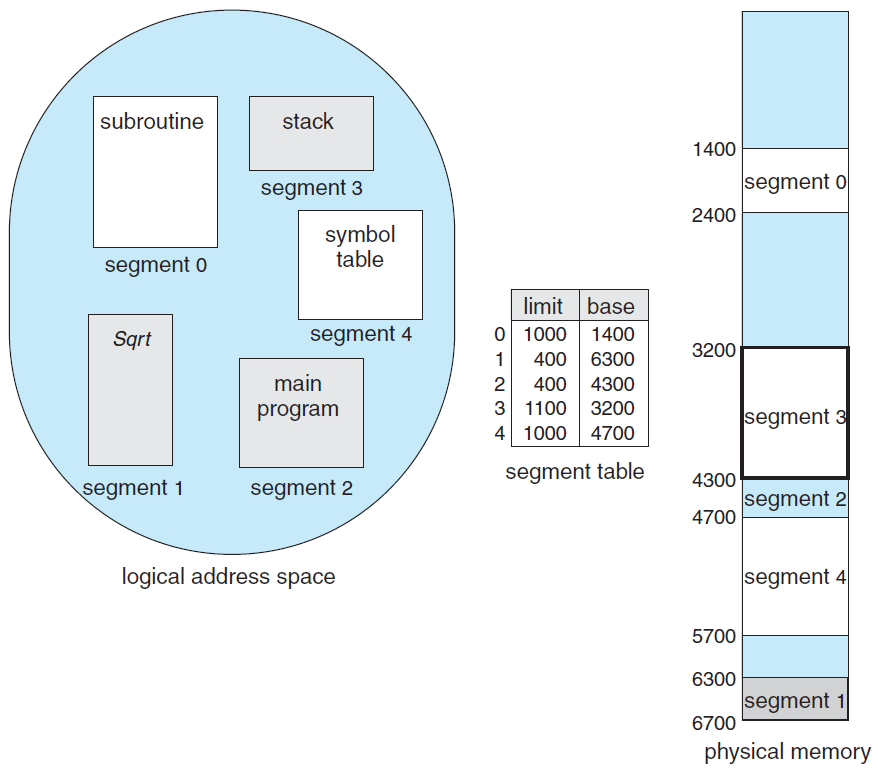 subroutine
segment 0
stack
segment 3
symbol
table
segment 4
Sqrt
segment 1
main
program
segment 2
logical address space
limit base
0 1000 1400
1 400 6300
2 400 4300
3 1100 3200
4 1000 4700
segment table
1400
segment 0
2400
3200
segment 3
4300
segment 2
4700
segment 4
5700
6300
segment 1
6700
physical memory